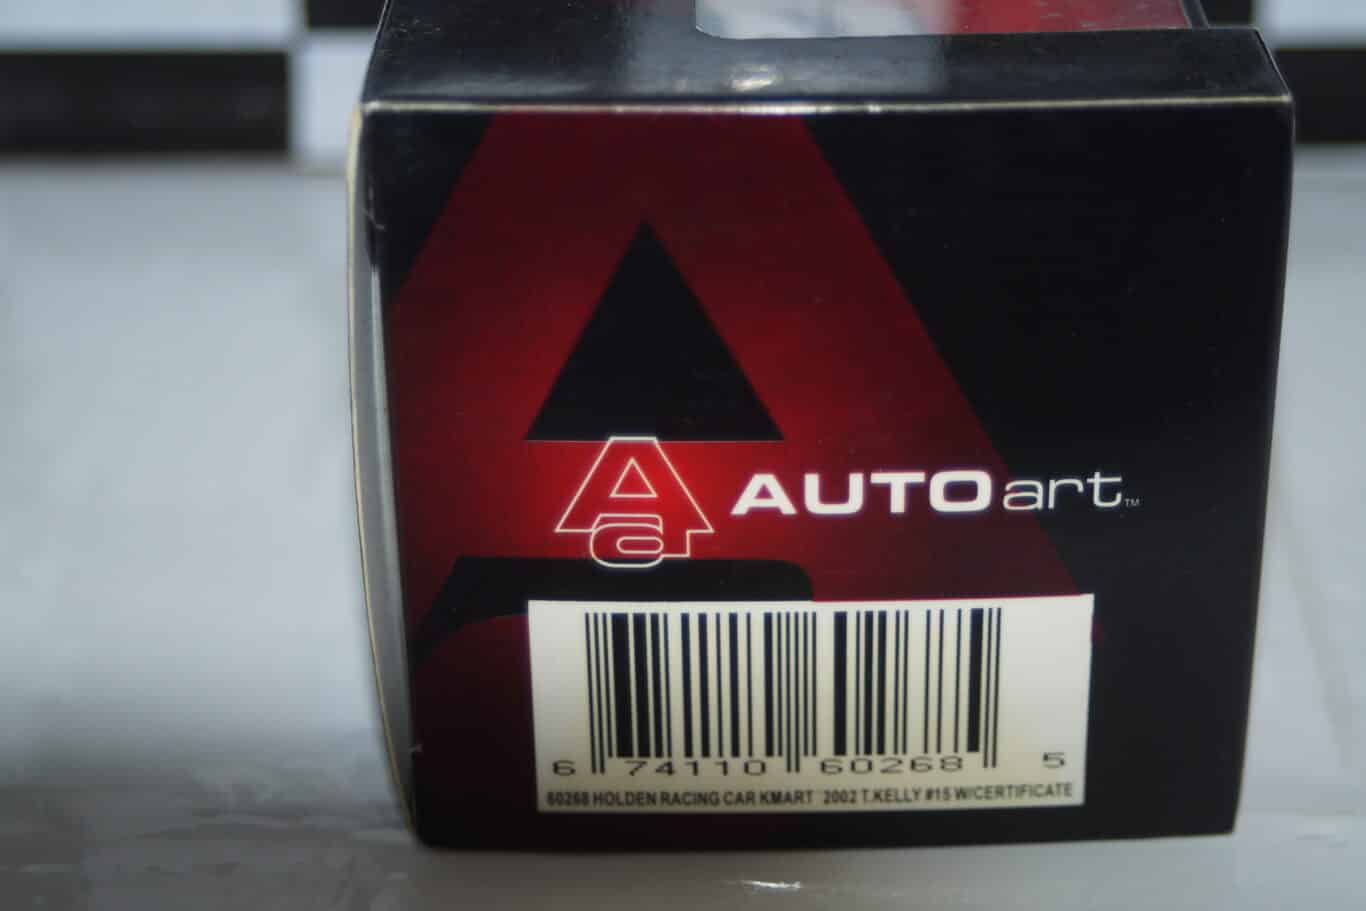 AUTOart™
6 74110 60268 5
60268 HOLDEN RACING CAR KMART 2002 T.KELLY #15 W/CERTIFICATE